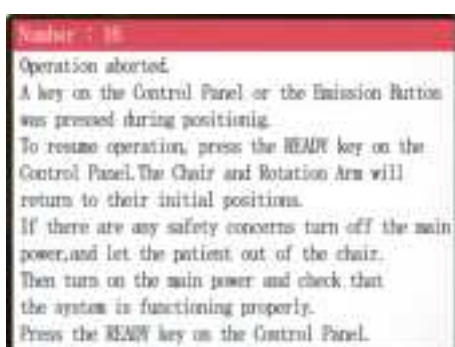 Number : 16
Operation aborted.
A key on the Control Panel or the Emission Button
was pressed during positionig.
To resume operation, press the READY key on the
Control Panel.The Chair and Rotation Arm will
return to their initial positions.
If there are any safety concerns turn off the main
power,and let the patient out of the chair.
Then turn on the main power and check that
the system is functioning properly.
Press the READY key on the Control Panel.